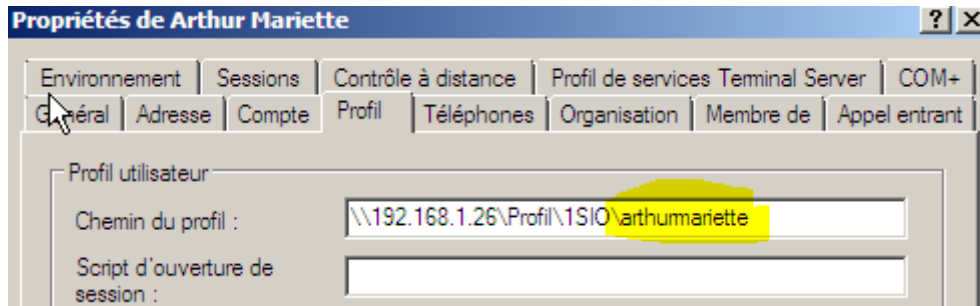 Propriétés de Arthur Mariette
Environnement Sessions Contrôle à distance Profil de services Terminal Server COM+
Général Adresse Compte Profil Téléphones Organisation Membre de Appel entrant
Profil utilisateur
Chemin du profil : \\192.168.1.26\Profil\1SIO\arthurmariette
Script d'ouverture de
session :